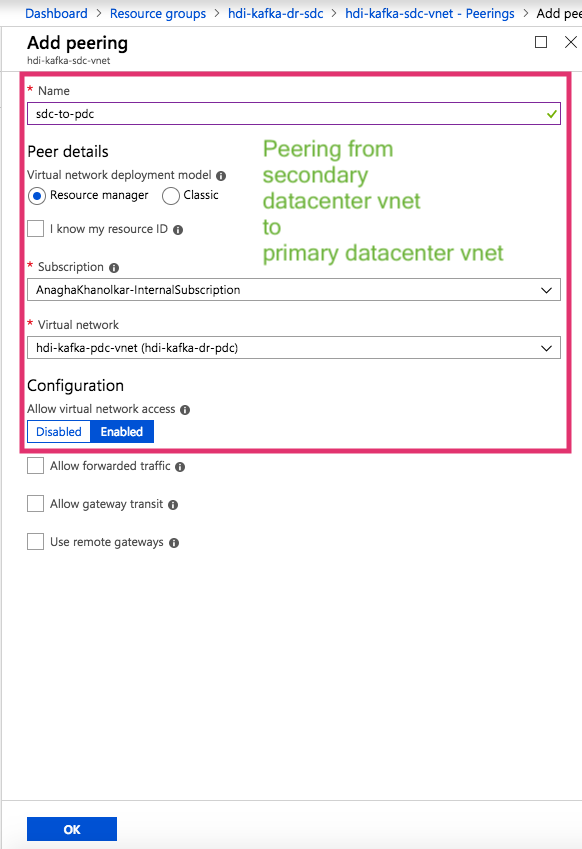 Dashboard > Resource groups > hdi-kafka-dr-sdc > hdi-kafka-sdc-vnet - Peerings > Add pee
Add peering
hdi-kafka-sdc-vnet
* Name
sdc-to-pdc
Peer details
Peering from
secondary
datacenter vnet
to
primary datacenter vnet
Virtual network deployment model
Resource manager Classic
I know my resource ID
* Subscription
AnaghaKhanolkar-InternalSubscription
* Virtual network
hdi-kafka-pdc-vnet (hdi-kafka-dr-pdc)
Configuration
Allow virtual network access
Disabled Enabled
Allow forwarded traffic
Allow gateway transit
Use remote gateways
OK